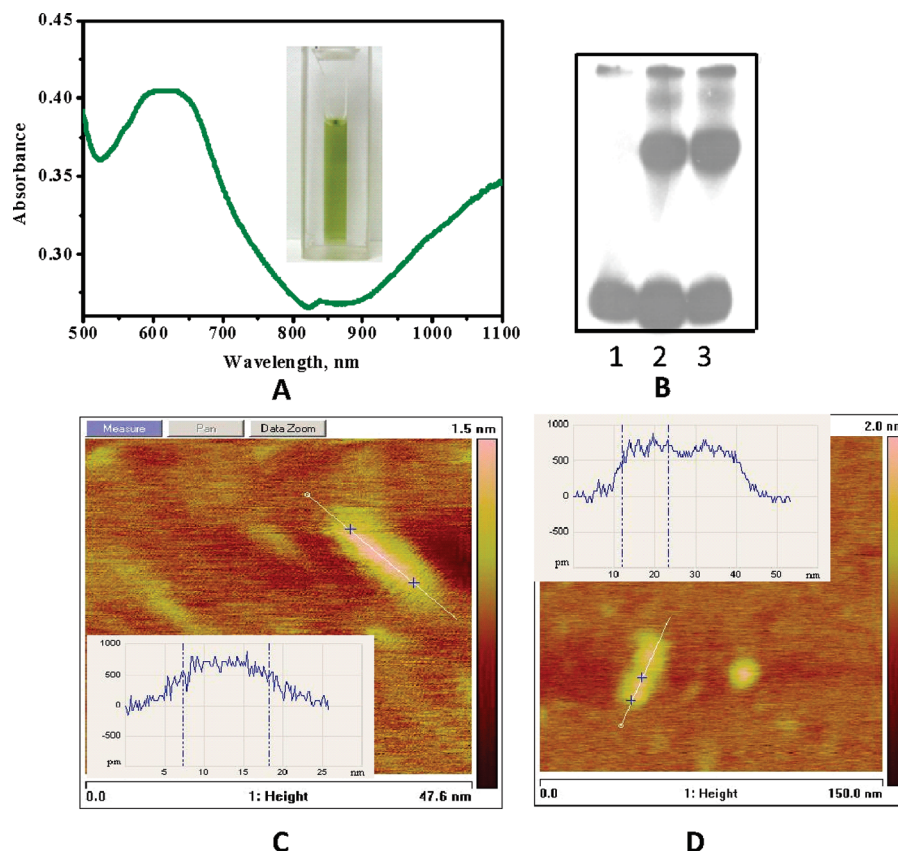 0.45
0.40
0.35
0.30
Absorbance
500 600 700 800 900 1000 1100
Wavelength, nm
A
1 2 3
B
Measure Pan Data Zoom 1.5 nm
1000
500
0
-500
pm
5 10 15 20 25 nm
0.0 1: Height 47.6 nm
C
2.0 nm
1000
500
0
-500
pm
10 20 30 40 50 nm
0.0 1: Height 150.0 nm
D